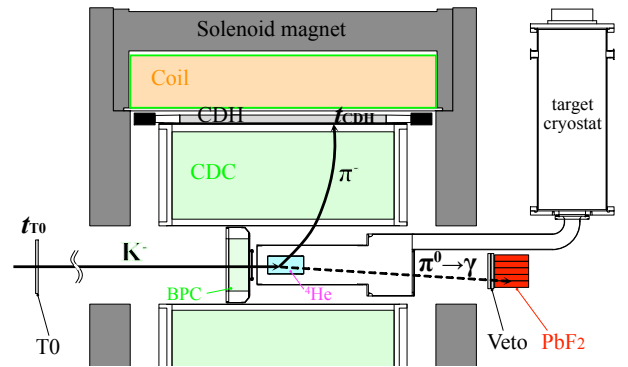 Solenoid magnet
Coil
CDH
tCDH
target
cryostat
CDC
π-
tT0
K-
π0→γ
BPC
4He
T0
Veto
PbF2